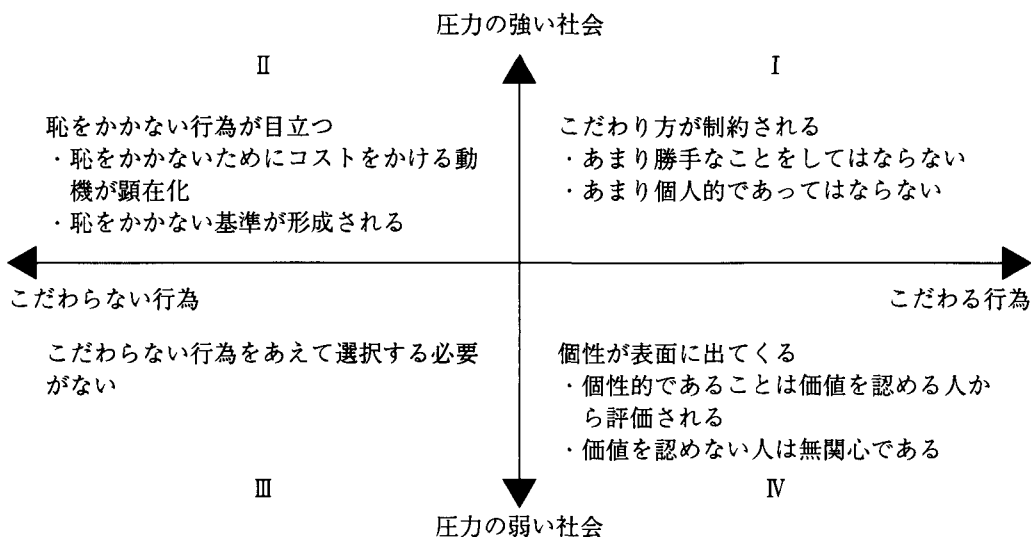 圧力の強い社会
Ⅱ
Ⅰ
恥をかかない行為が目立つ
・恥をかかないためにコストをかける動
機が顕在化
・恥をかかない基準が形成される
こだわり方が制約される
・あまり勝手なことをしてはならない
・あまり個人的であってはならない
こだわらない行為
こだわる行為
こだわらない行為をあえて選択する必要
がない
個性が表面に出てくる
・個性的であることは価値を認める人か
ら評価される
・価値を認めない人は無関心である
Ⅲ
Ⅳ
圧力の弱い社会